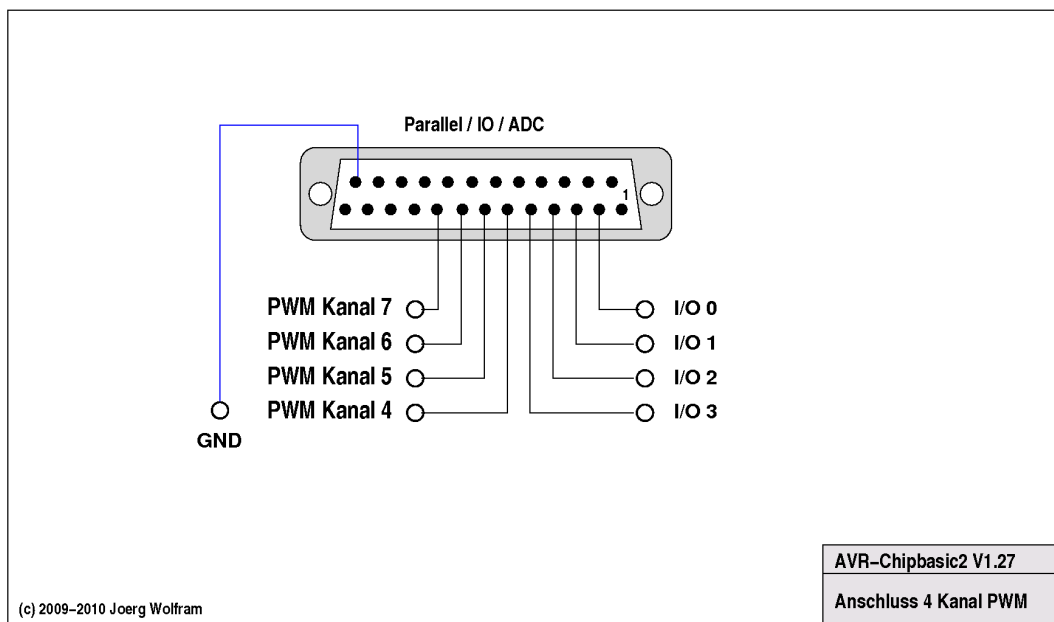 Parallel / IO / ADC
1
PWM Kanal 7
I/O 0
PWM Kanal 6
I/O 1
PWM Kanal 5
I/O 2
PWM Kanal 4
I/O 3
GND
AVR–Chipbasic2 V1.27
Anschluss 4 Kanal PWM
(c) 2009–2010 Joerg Wolfram